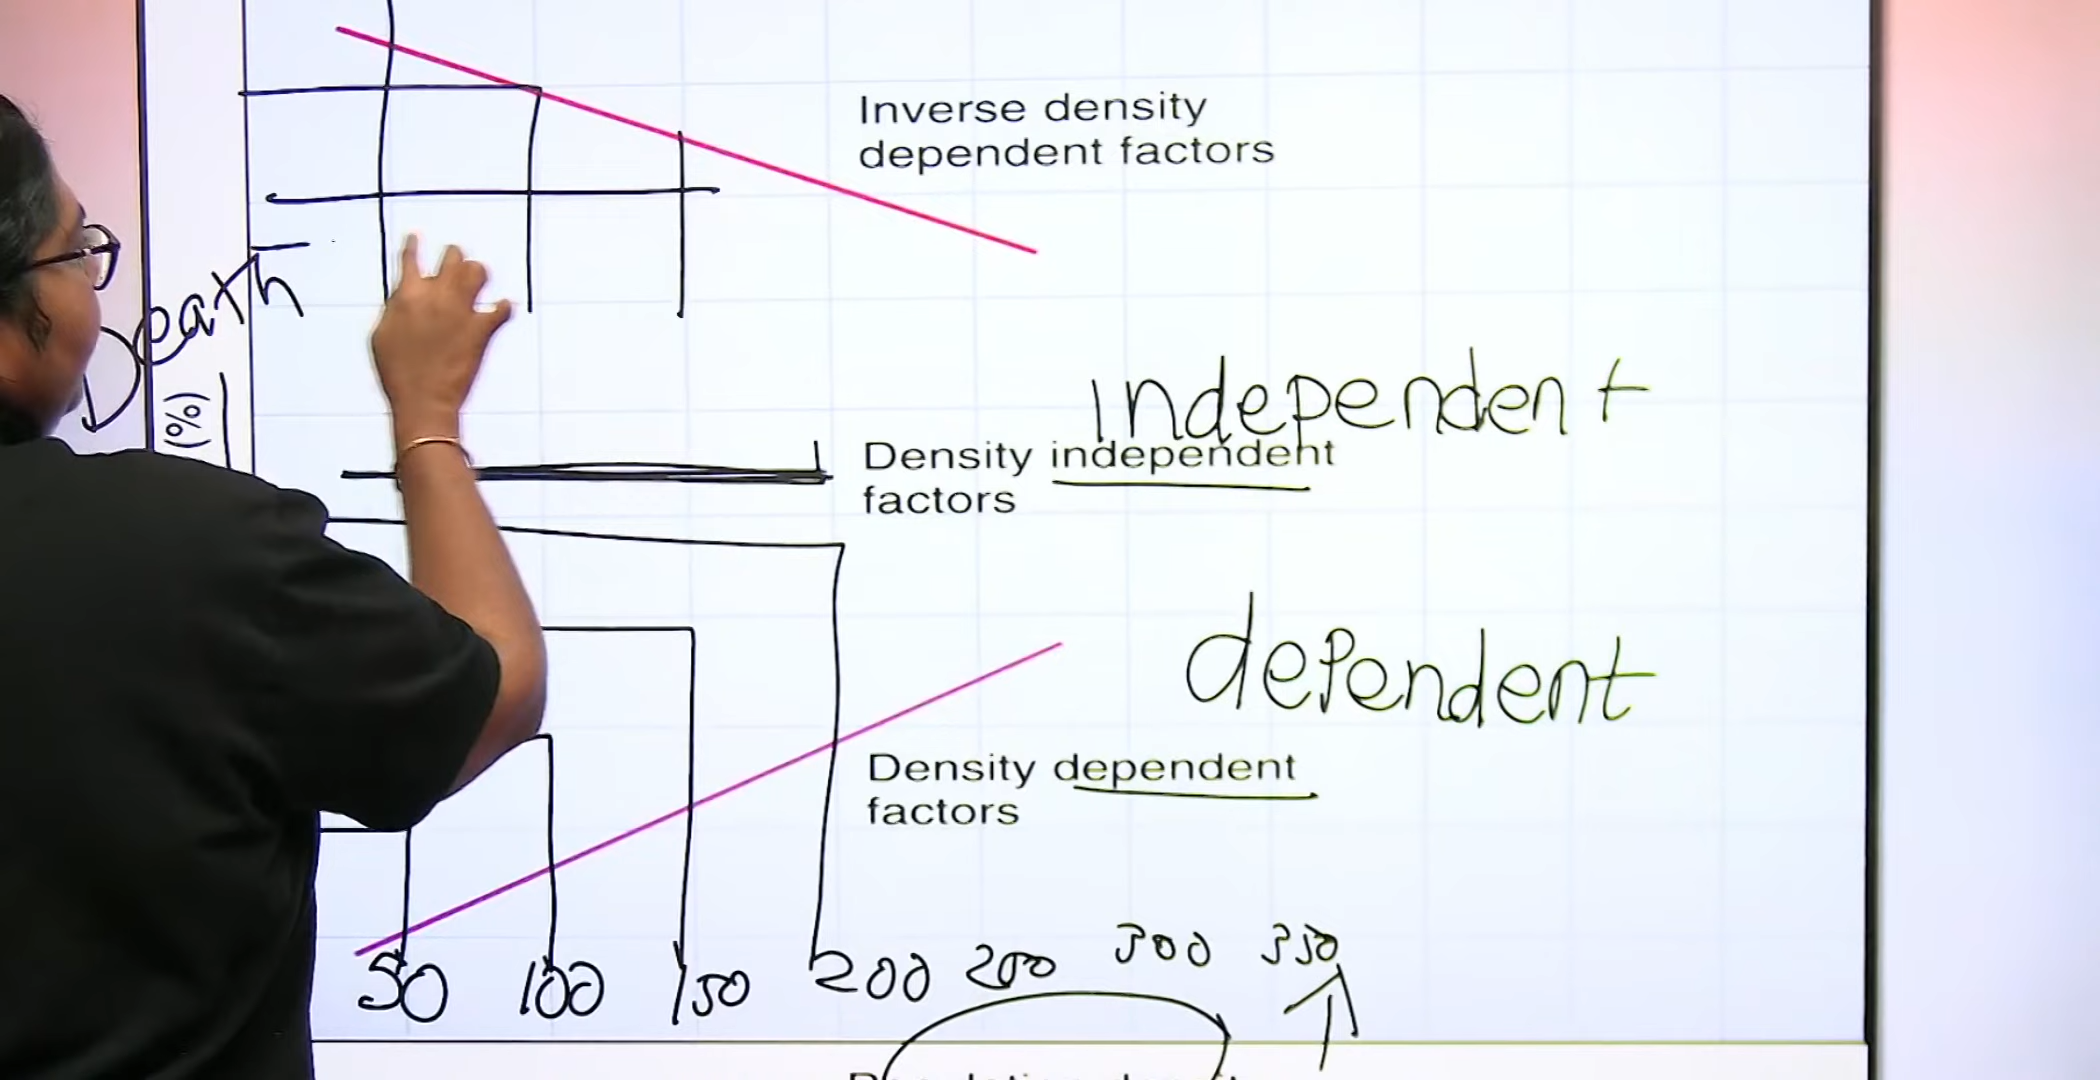 Inverse density
dependent factors
Death
(%)
independent
Density independent
factors
dependent
Density dependent
factors
50 100 150 200 200 300 350